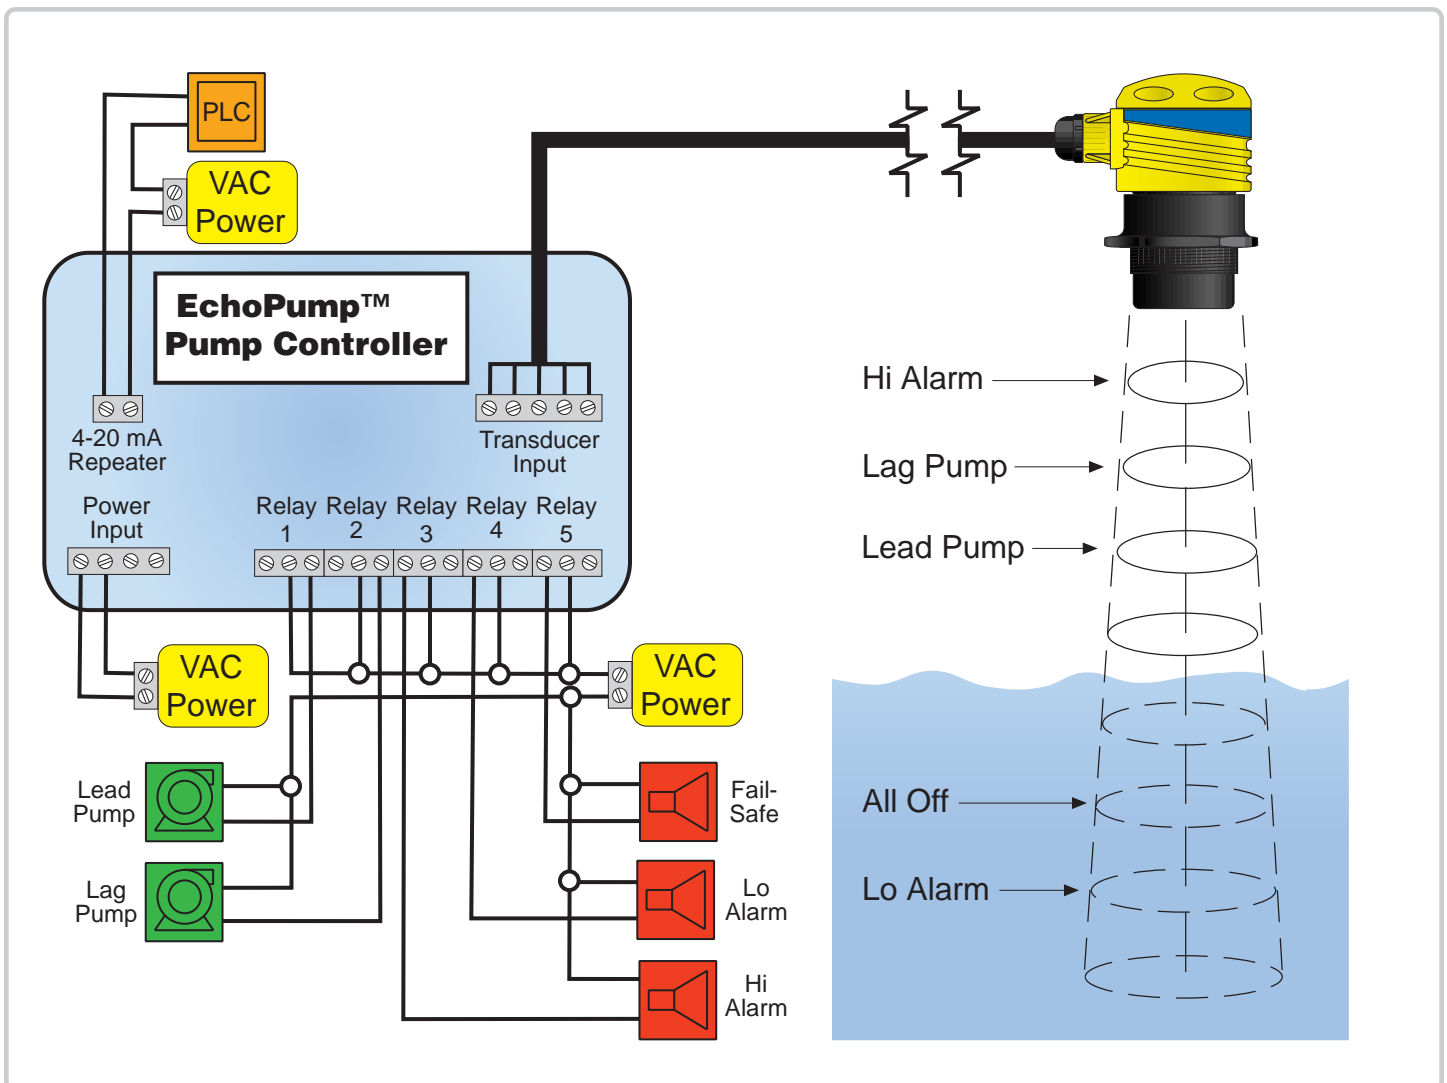 PLC
VAC
Power
EchoPump™
Pump Controller
4-20 mA
Repeater
Transducer
Input
Power
Input
Relay
1
Relay
2
Relay
3
Relay
4
Relay
5
VAC
Power
VAC
Power
Lead
Pump
Lag
Pump
Fail-
Safe
Lo
Alarm
Hi
Alarm
Hi Alarm
Lag Pump
Lead Pump
All Off
Lo Alarm